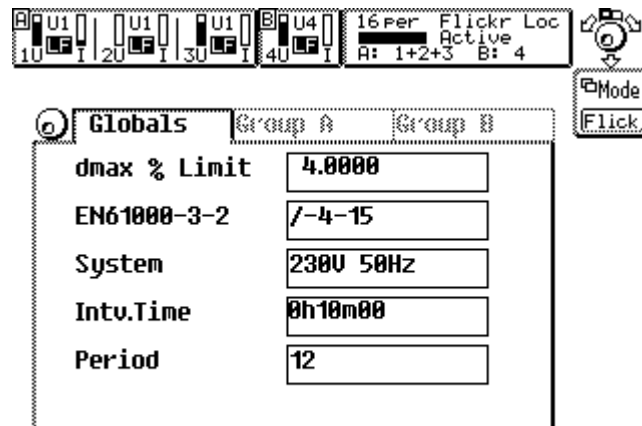 A U1 U1 U1 B U4 16 per Flickr Loc
LF LF LF LF Active
1U I 2U I 3U I 4U I A: 1+2+3 B: 4
Mode
Flick.
Globals Group A Group B
dmax % Limit 4.0000
EN61000-3-2 /-4-15
System 230V 50Hz
Intv.Time 0h10m00
Period 12